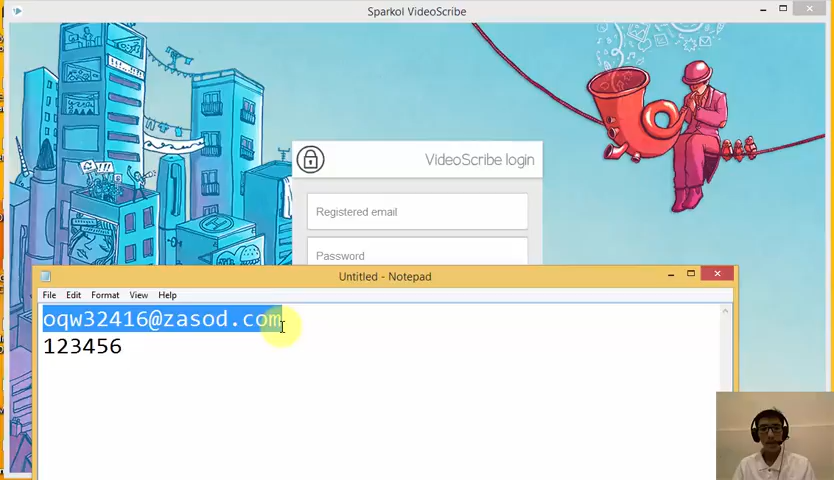 Sparkol VideoScribe
VideoScribe login
Registered email
Password
Untitled - Notepad
File Edit Format View Help
oqw32416@zasod.com
123456